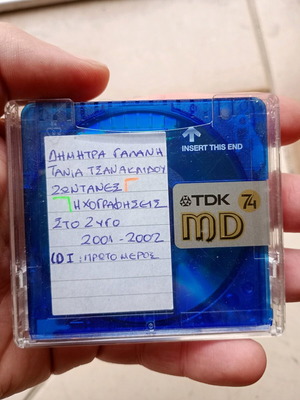 ΔΗΜΗΤΡΑ ΓΑΛΑΝΗ
ΤΑΝΙΑ ΤΣΑΝΑΚΛΙΔΟΥ
ΖΩΝΤΑΝΕΣ
ΗΧΟΓΡΑΦΗΣΕΙΣ
ΣΤΟ ΖΥΓΟ
2001-2002
CD I: ΠΡΩΤΟ ΜΕΡΟΣ
INSERT THIS END
TDK 74
MD